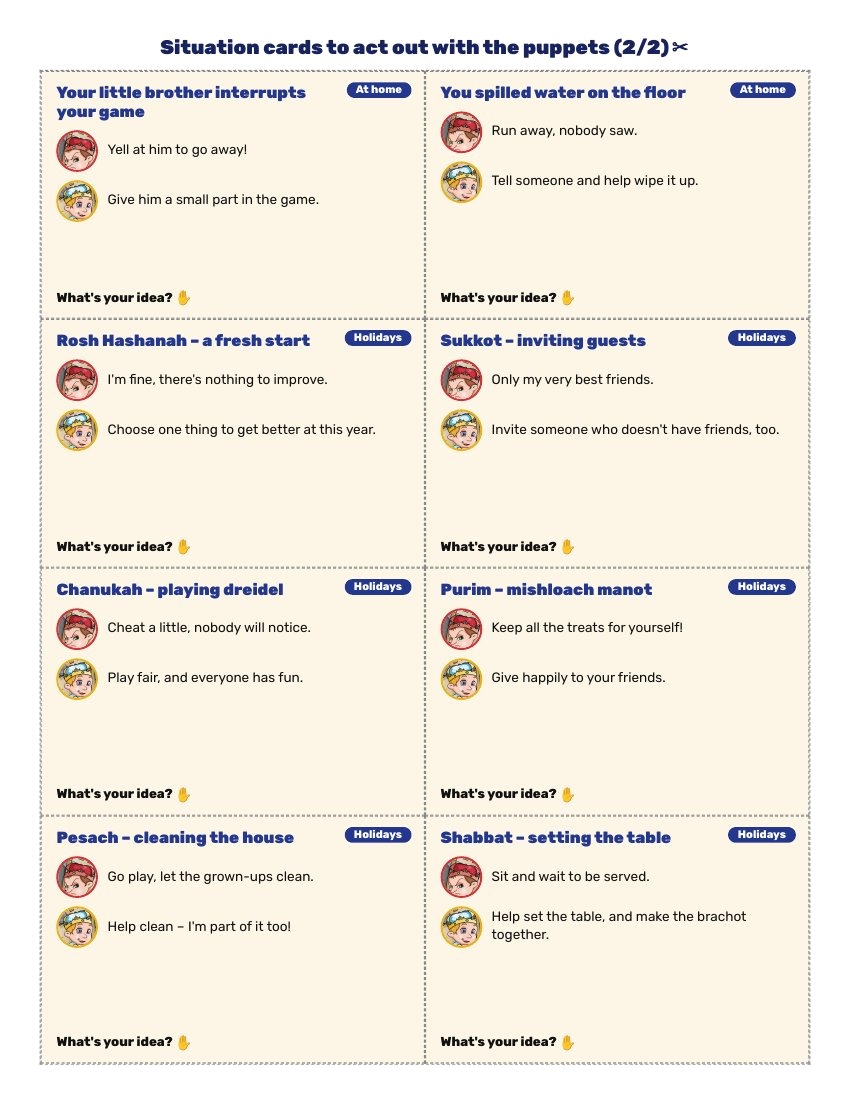 Situation cards to act out with the puppets (2/2)✂
Your little brother interrupts
your game
At home
Yell at him to go away!
Give him a small part in the game.
What's your idea? ✋
You spilled water on the floor
At home
Run away, nobody saw.
Tell someone and help wipe it up.
What's your idea? ✋
Rosh Hashanah – a fresh start
Holidays
I'm fine, there's nothing to improve.
Choose one thing to get better at this year.
What's your idea? ✋
Sukkot – inviting guests
Holidays
Only my very best friends.
Invite someone who doesn't have friends, too.
What's your idea? ✋
Chanukah – playing dreidel
Holidays
Cheat a little, nobody will notice.
Play fair, and everyone has fun.
What's your idea? ✋
Purim – mishloach manot
Holidays
Keep all the treats for yourself!
Give happily to your friends.
What's your idea? ✋
Pesach – cleaning the house
Holidays
Go play, let the grown-ups clean.
Help clean – I'm part of it too!
What's your idea? ✋
Shabbat – setting the table
Holidays
Sit and wait to be served.
Help set the table, and make the brachot
together.
What's your idea? ✋